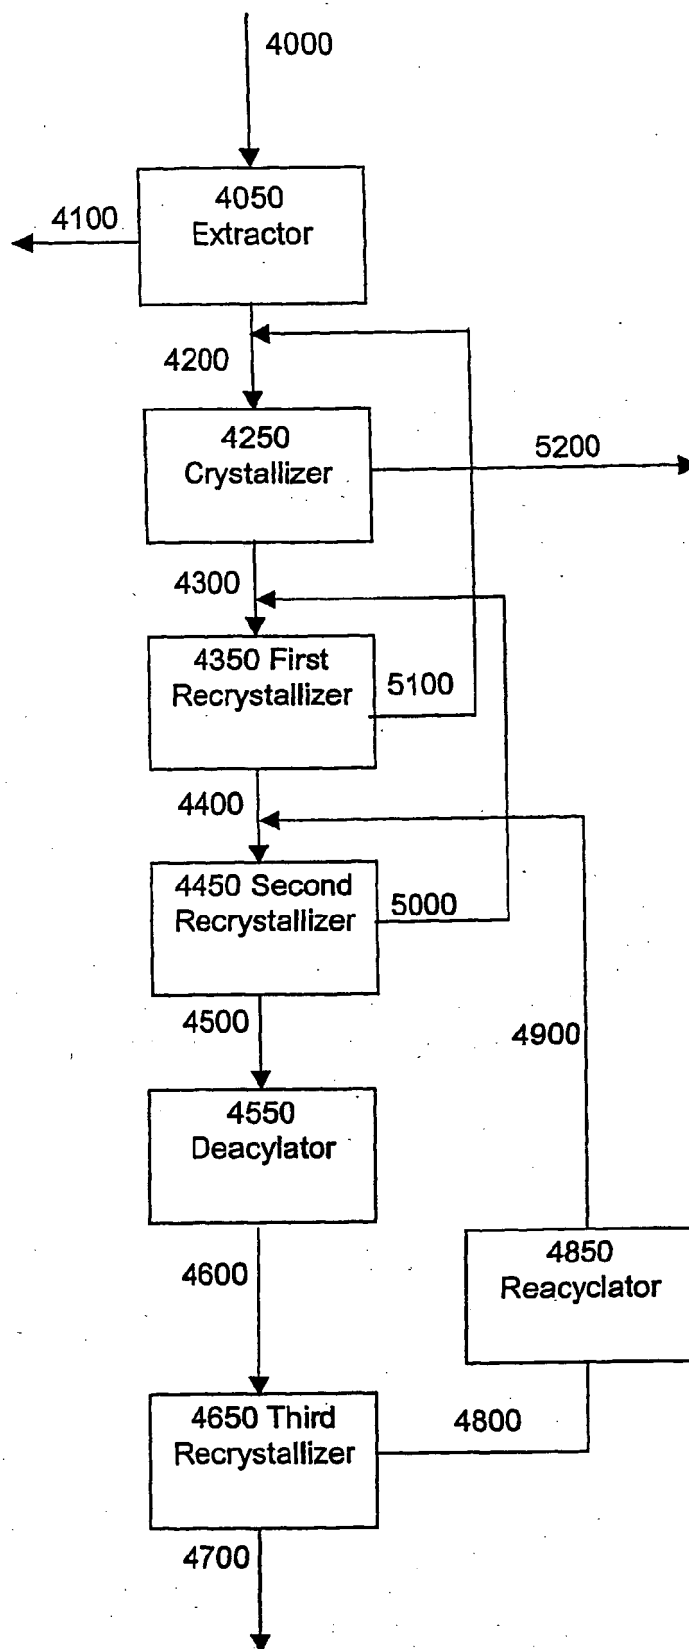 4000
4050
Extractor
4100
4200
4250
Crystallizer
5200
4300
4350 First
Recrystallizer
5100
4400
4450 Second
Recrystallizer
5000
4500
4900
4550
Deacylator
4600
4850
Reacyclator
4650 Third
Recrystallizer
4800
4700